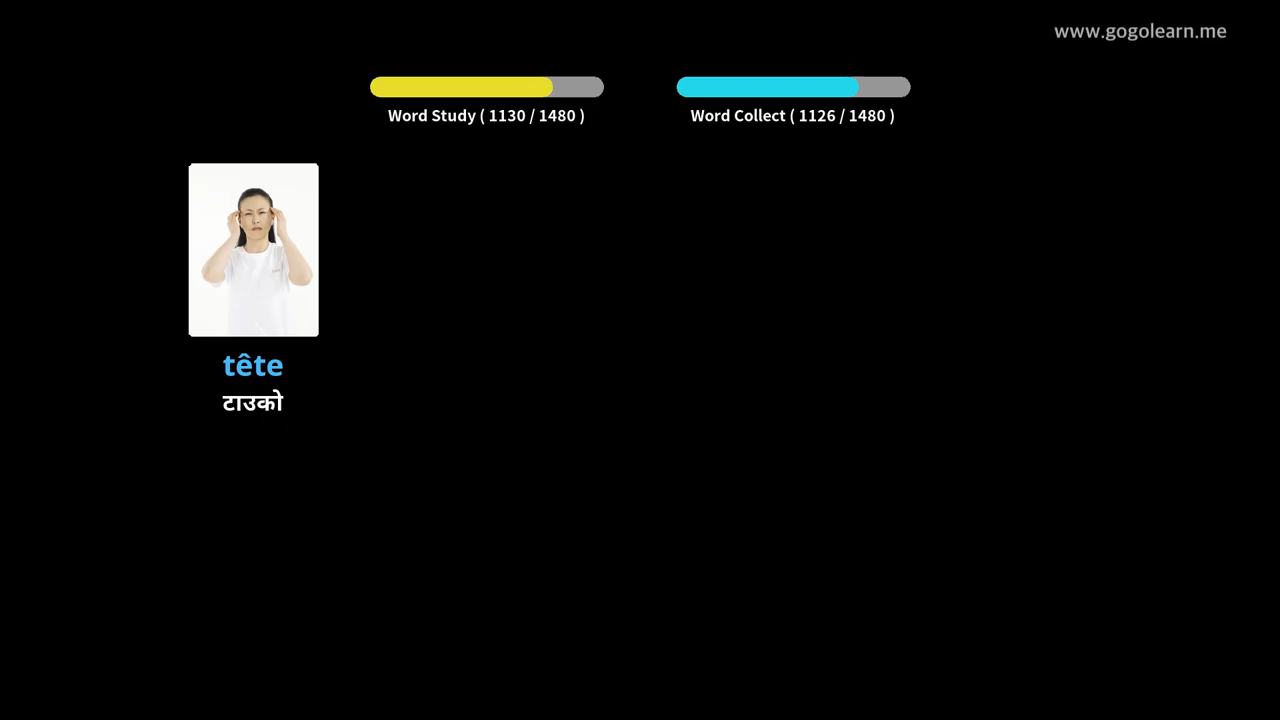 www.gogolearn.me
Word Study ( 1130 / 1480 )
Word Collect ( 1126 / 1480 )
tête
टाउको